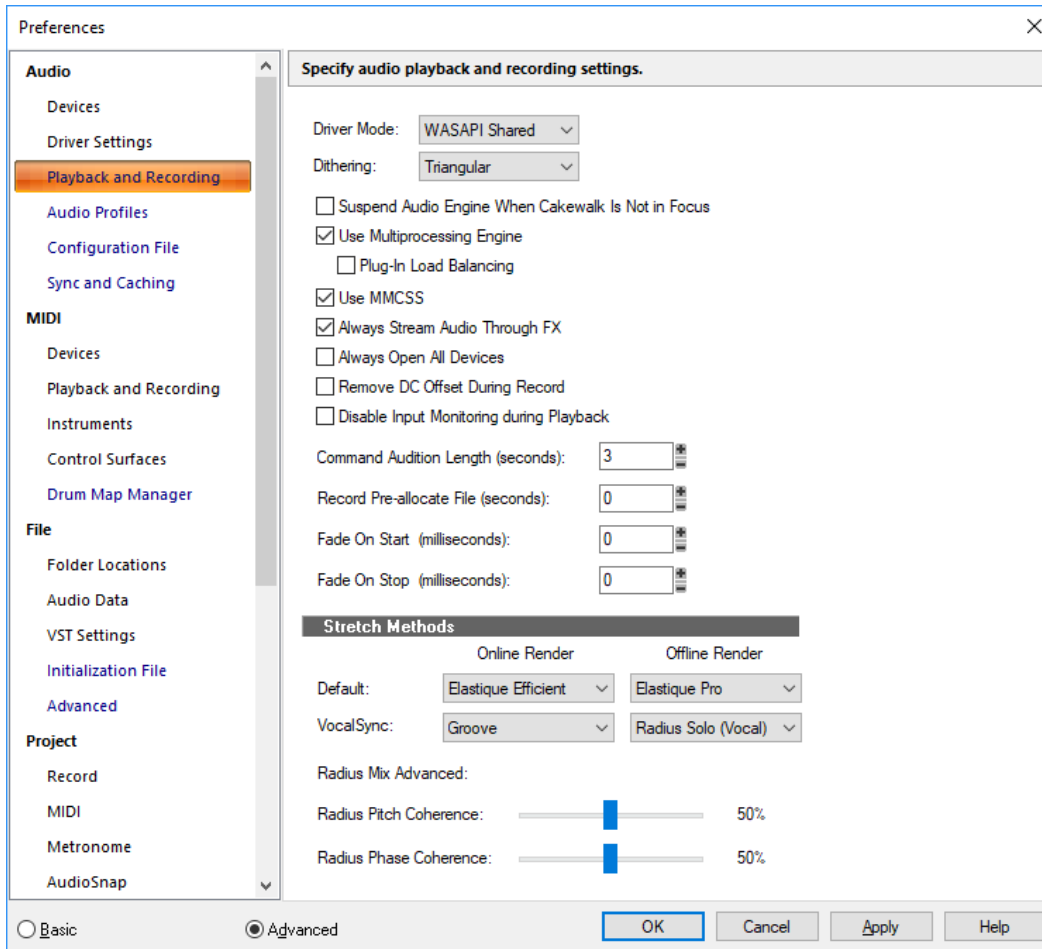 Preferences
Audio
Devices
Driver Settings
Playback and Recording
Audio Profiles
Configuration File
Sync and Caching
MIDI
Devices
Playback and Recording
Instruments
Control Surfaces
Drum Map Manager
File
Folder Locations
Audio Data
VST Settings
Initialization File
Advanced
Project
Record
MIDI
Metronome
AudioSnap
Specify audio playback and recording settings.
Driver Mode: WASAPI Shared
Dithering: Triangular
Suspend Audio Engine When Cakewalk Is Not in Focus
Use Multiprocessing Engine
Plug-In Load Balancing
Use MMCSS
Always Stream Audio Through FX
Always Open All Devices
Remove DC Offset During Record
Disable Input Monitoring during Playback
Command Audition Length (seconds): 3
Record Pre-allocate File (seconds): 0
Fade On Start (milliseconds): 0
Fade On Stop (milliseconds): 0
Stretch Methods
Online Render Offline Render
Default: Elastique Efficient Elastique Pro
VocalSync: Groove Radius Solo (Vocal)
Radius Mix Advanced:
Radius Pitch Coherence: 50%
Radius Phase Coherence: 50%
Basic Advanced OK Cancel Apply Help